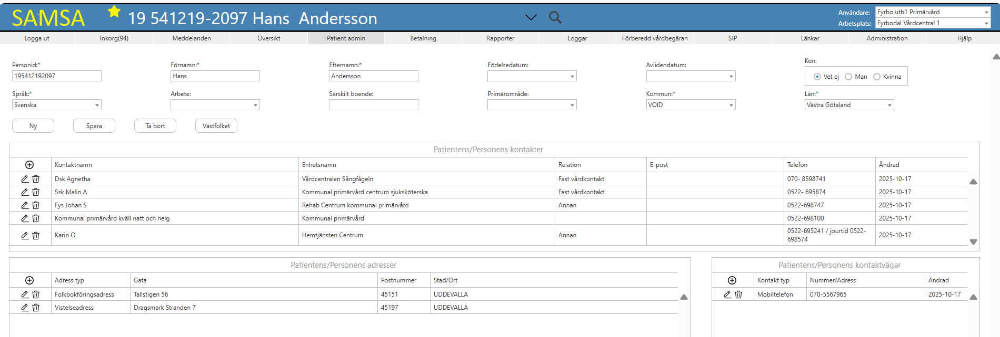 SAMSA 19 541219-2097 Hans Andersson
Användare: Fyrbo utb1 Primärvård
Arbetsplats: Fyrbodal Vårdcentral 1
Logga ut Inkorg(94) Meddelanden Översikt Patient admin Betalning Rapporter Loggar Förberedd vårdbegäran SIP Länkar Administration Hjälp
Personid:* Förnamn:* Efternamn:* Födelsedatum: Avlidendatum: Kön:
195412192097 Hans Andersson Vet ej Man Kvinna
Språk:* Arbete: Särskilt boende: Primärområde: Kommun:* Län:*
Svenska VOID Västra Götaland
Ny Spara Ta bort Västfolket
Patientens/Personens kontakter
Kontaktnamn Enhetsnamn Relation E-post Telefon Ändrad
Dsk Agnetha Vårdcentralen Sångfågeln Fast vårdkontakt 070- 8598741 2025-10-17
Ssk Malin A Kommunal primärvård centrum sjuksköterska Fast vårdkontakt 0522- 695874 2025-10-17
Fys Johan S Rehab Centrum kommunal primärvård Annan 0522-698747 2025-10-17
Kommunal primärvård kväll natt och helg Kommunal primärvård 0522-698100 2025-10-17
Karin O Hemtjänsten Centrum Annan 0522-695241 / jourtid 0522-
698574 2025-10-17
Patientens/Personens adresser
Adress typ Gata Postnummer Stad/Ort
Folkbokföringsadress Tallstigen 56 45151 UDDEVALLA
Vistelseadress Dragsmark Stranden 7 45197 UDDEVALLA
Patientens/Personens kontaktvägar
Kontakt typ Nummer/Adress Ändrad
Mobiltelefon 070-5567965 2025-10-17